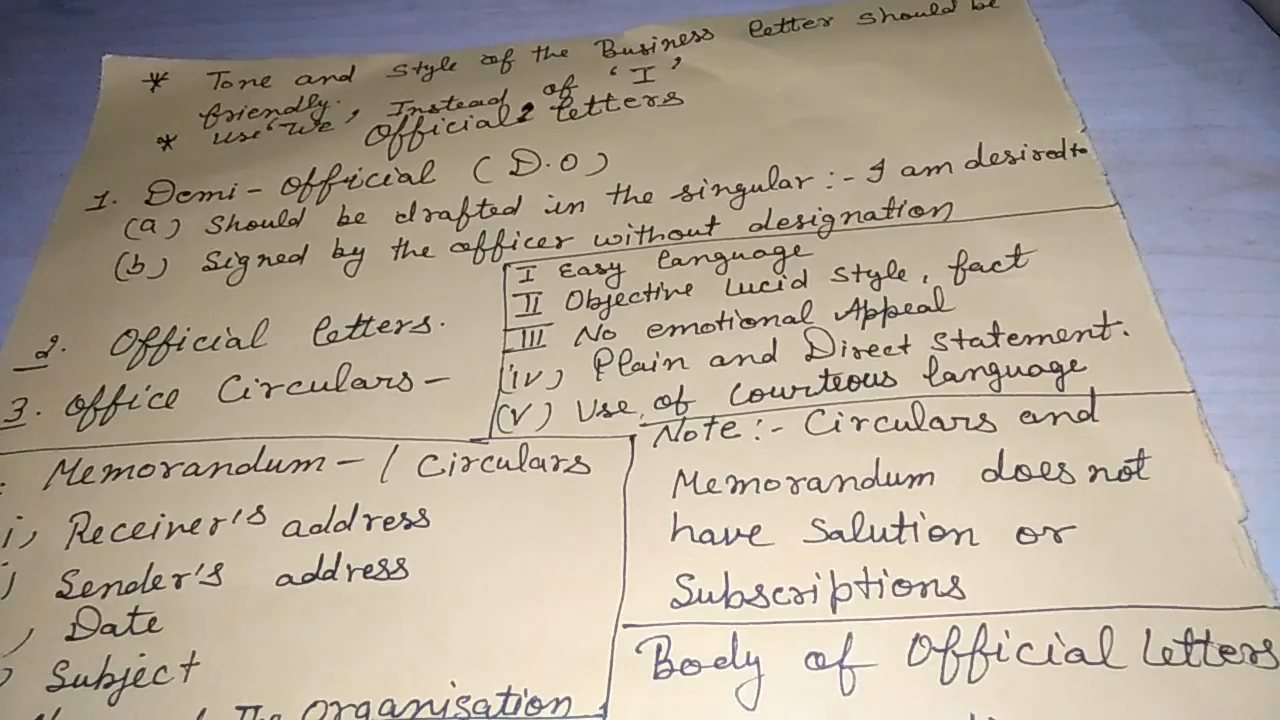 * Tone and style of the Business letter should be
friendly.
* use 'we', Instead of 'I'
Official letters
1. Demi-official (D.O)
(a) Should be drafted in the singular :- I am desired to
(b) Signed by the officer without designation
I Easy language
II Objective Lucid style, fact
III No emotional Appeal
(iv) Plain and Direct statement.
(V) Use of Courteous language
2. Official letters.
3. office Circulars -
Memorandum - / Circulars
i) Receiver's address
) Sender's address
) Date
) Subject
The organisation
Note :- Circulars and
Memorandum does not
have Salution or
Subscriptions
Body of Official letters